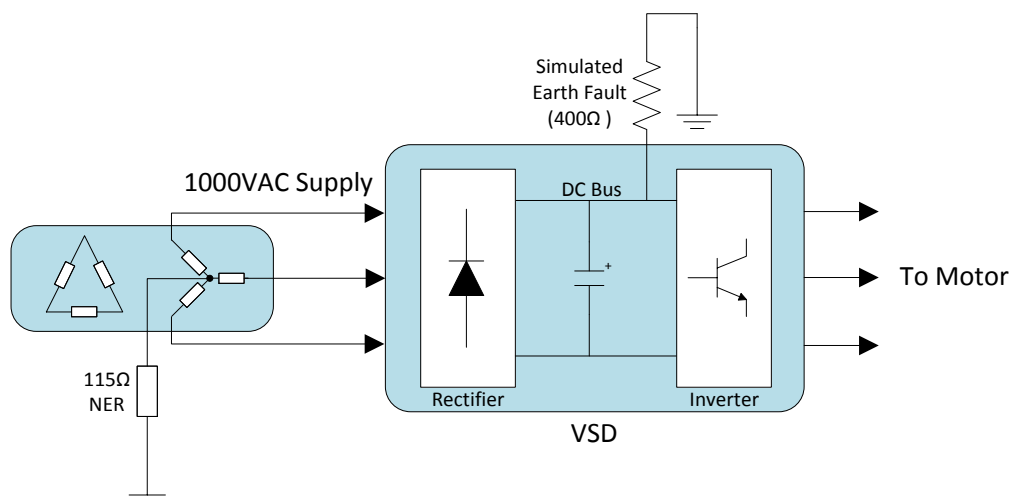 Simulated
Earth Fault
(400Ω )
1000VAC Supply
DC Bus
+
To Motor
115Ω
NER
Rectifier
Inverter
VSD